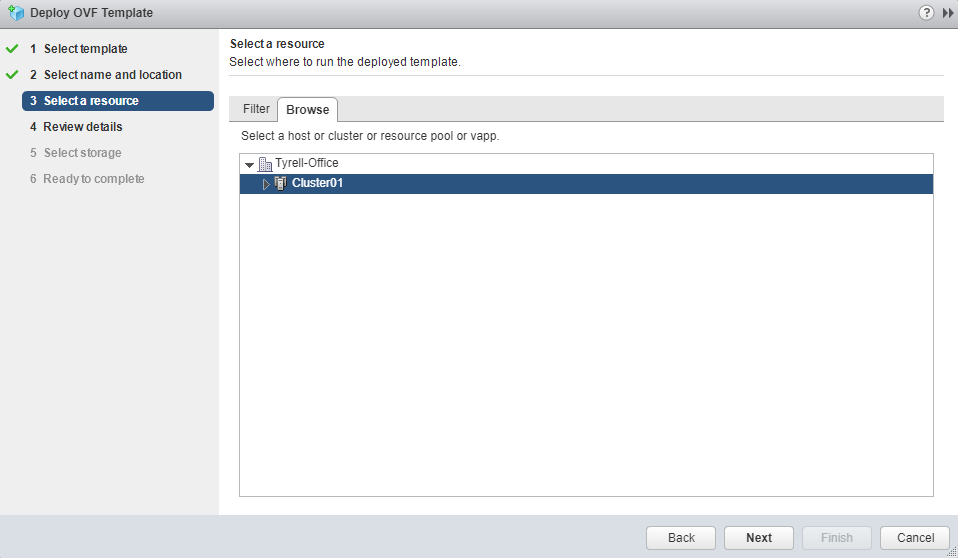 Deploy OVF Template
1 Select template
2 Select name and location
3 Select a resource
4 Review details
5 Select storage
6 Ready to complete
Select a resource
Select where to run the deployed template.
Filter Browse
Select a host or cluster or resource pool or vapp.
Tyrell-Office
Cluster01
Back Next Finish Cancel